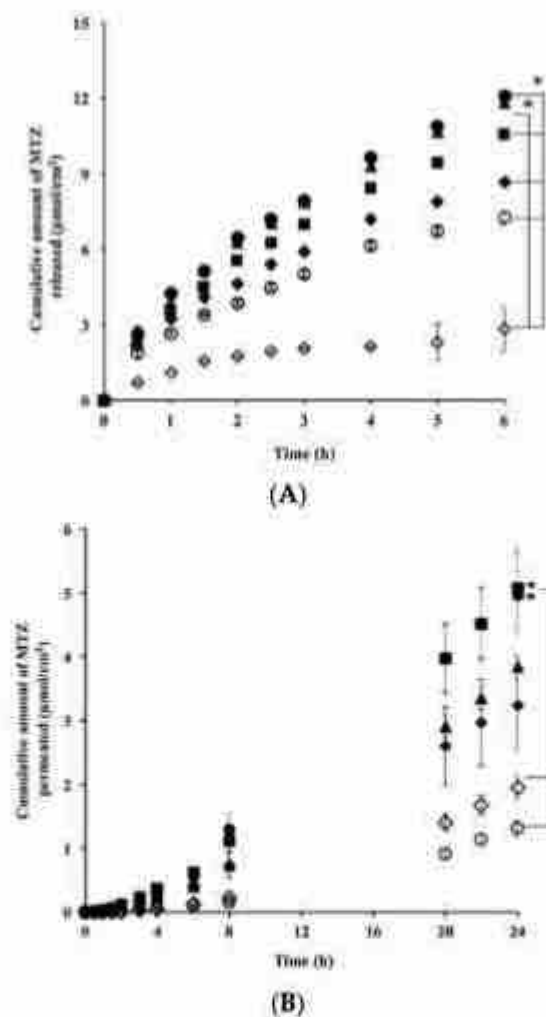 15
12
9
6
3
0
Cumulative amount of MTZ
released (μmol/cm²)
0 1 2 3 4 5 6
Time (h)
*
*
(A)
6
5
4
3
2
1
0
Cumulative amount of MTZ
permeated (μmol/cm²)
0 4 8 12 16 20 24
Time (h)
(B)